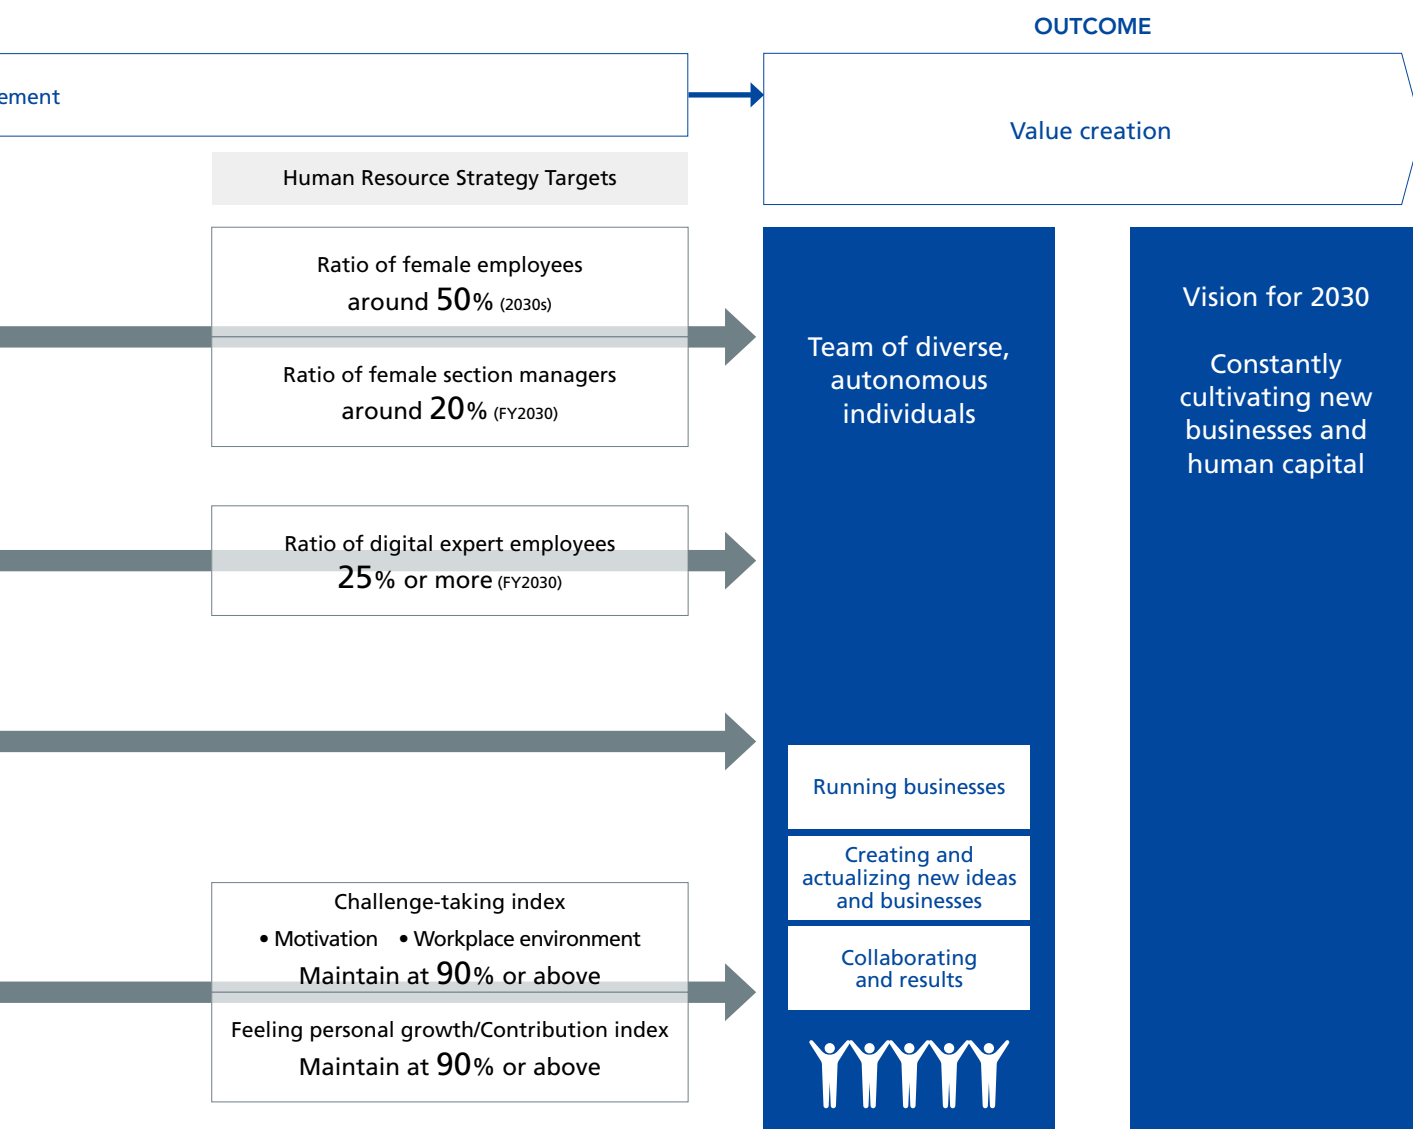 OUTCOME
ement
Value creation
Human Resource Strategy Targets
Ratio of female employees
around 50% (2030s)
Ratio of female section managers
around 20% (FY2030)
Ratio of digital expert employees
25% or more (FY2030)
Challenge-taking index
• Motivation • Workplace environment
Maintain at 90% or above
Feeling personal growth/Contribution index
Maintain at 90% or above
Team of diverse,
autonomous
individuals
Running businesses
Creating and
actualizing new ideas
and businesses
Collaborating
and results
Vision for 2030
Constantly
cultivating new
businesses and
human capital